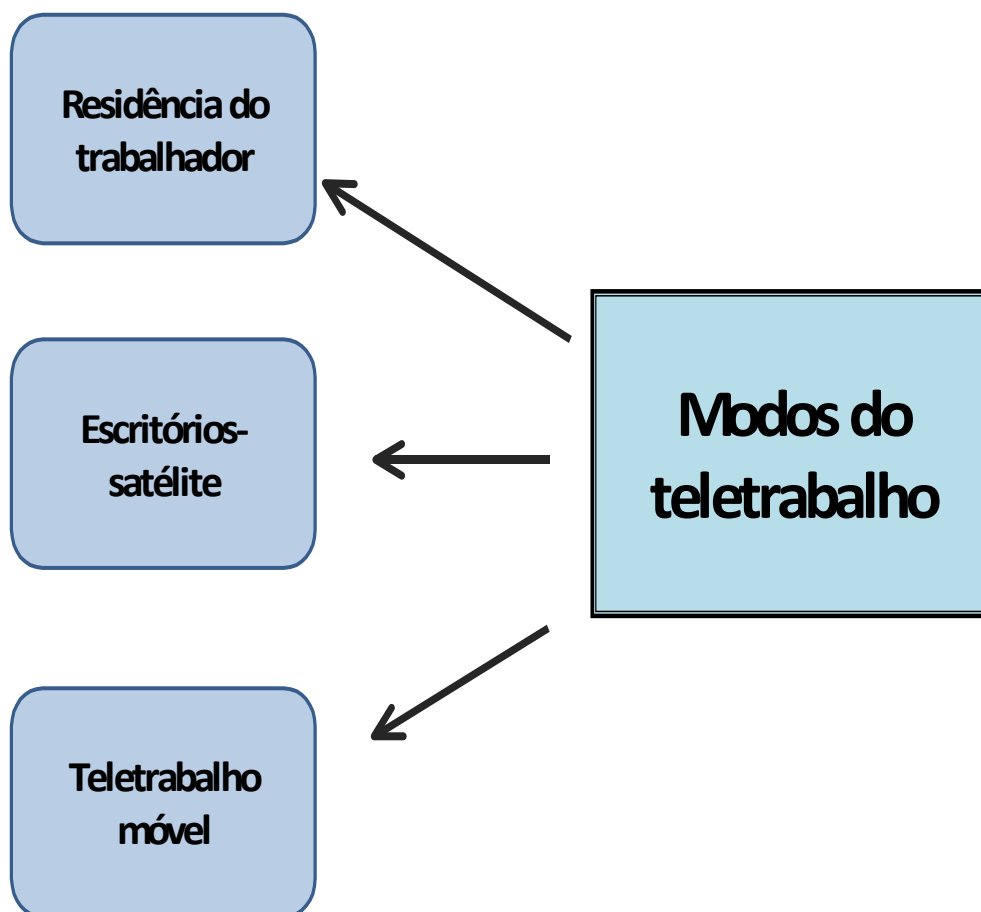 Residência do
trabalhador
Escritórios-
satélite
Modos do
teletrabalho
Teletrabalho
móvel